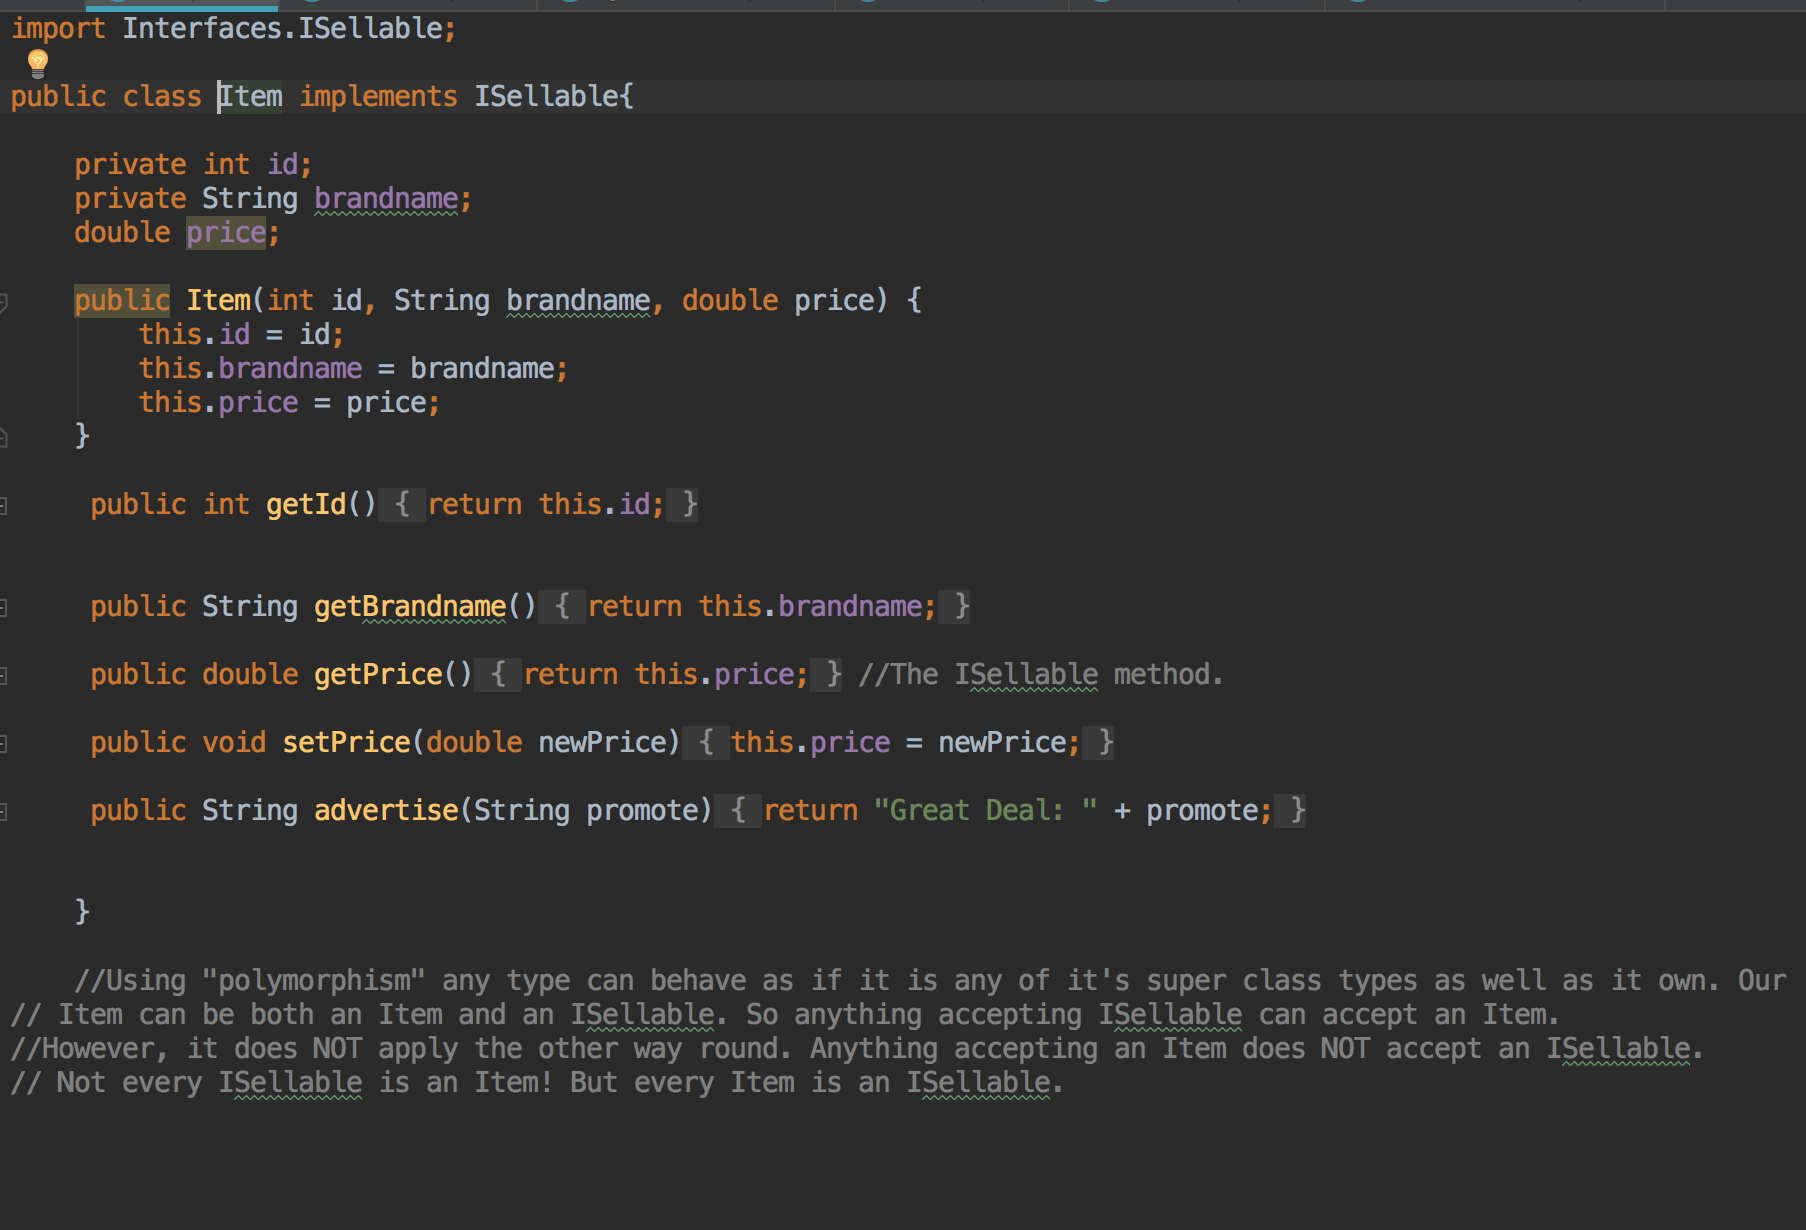 import Interfaces.ISellable;
public class Item implements ISellable{
private int id;
private String brandname;
double price;
public Item(int id, String brandname, double price) {
this.id = id;
this.brandname = brandname;
this.price = price;
}
public int getId() { return this.id; }
public String getBrandname() { return this.brandname; }
public double getPrice() { return this.price; } //The ISellable method.
public void setPrice(double newPrice) { this.price = newPrice; }
public String advertise(String promote) { return "Great Deal: " + promote; }
}
//Using "polymorphism" any type can behave as if it is any of it's super class types as well as it own. Our
// Item can be both an Item and an ISellable. So anything accepting ISellable can accept an Item.
//However, it does NOT apply the other way round. Anything accepting an Item does NOT accept an ISellable.
// Not every ISellable is an Item! But every Item is an ISellable.